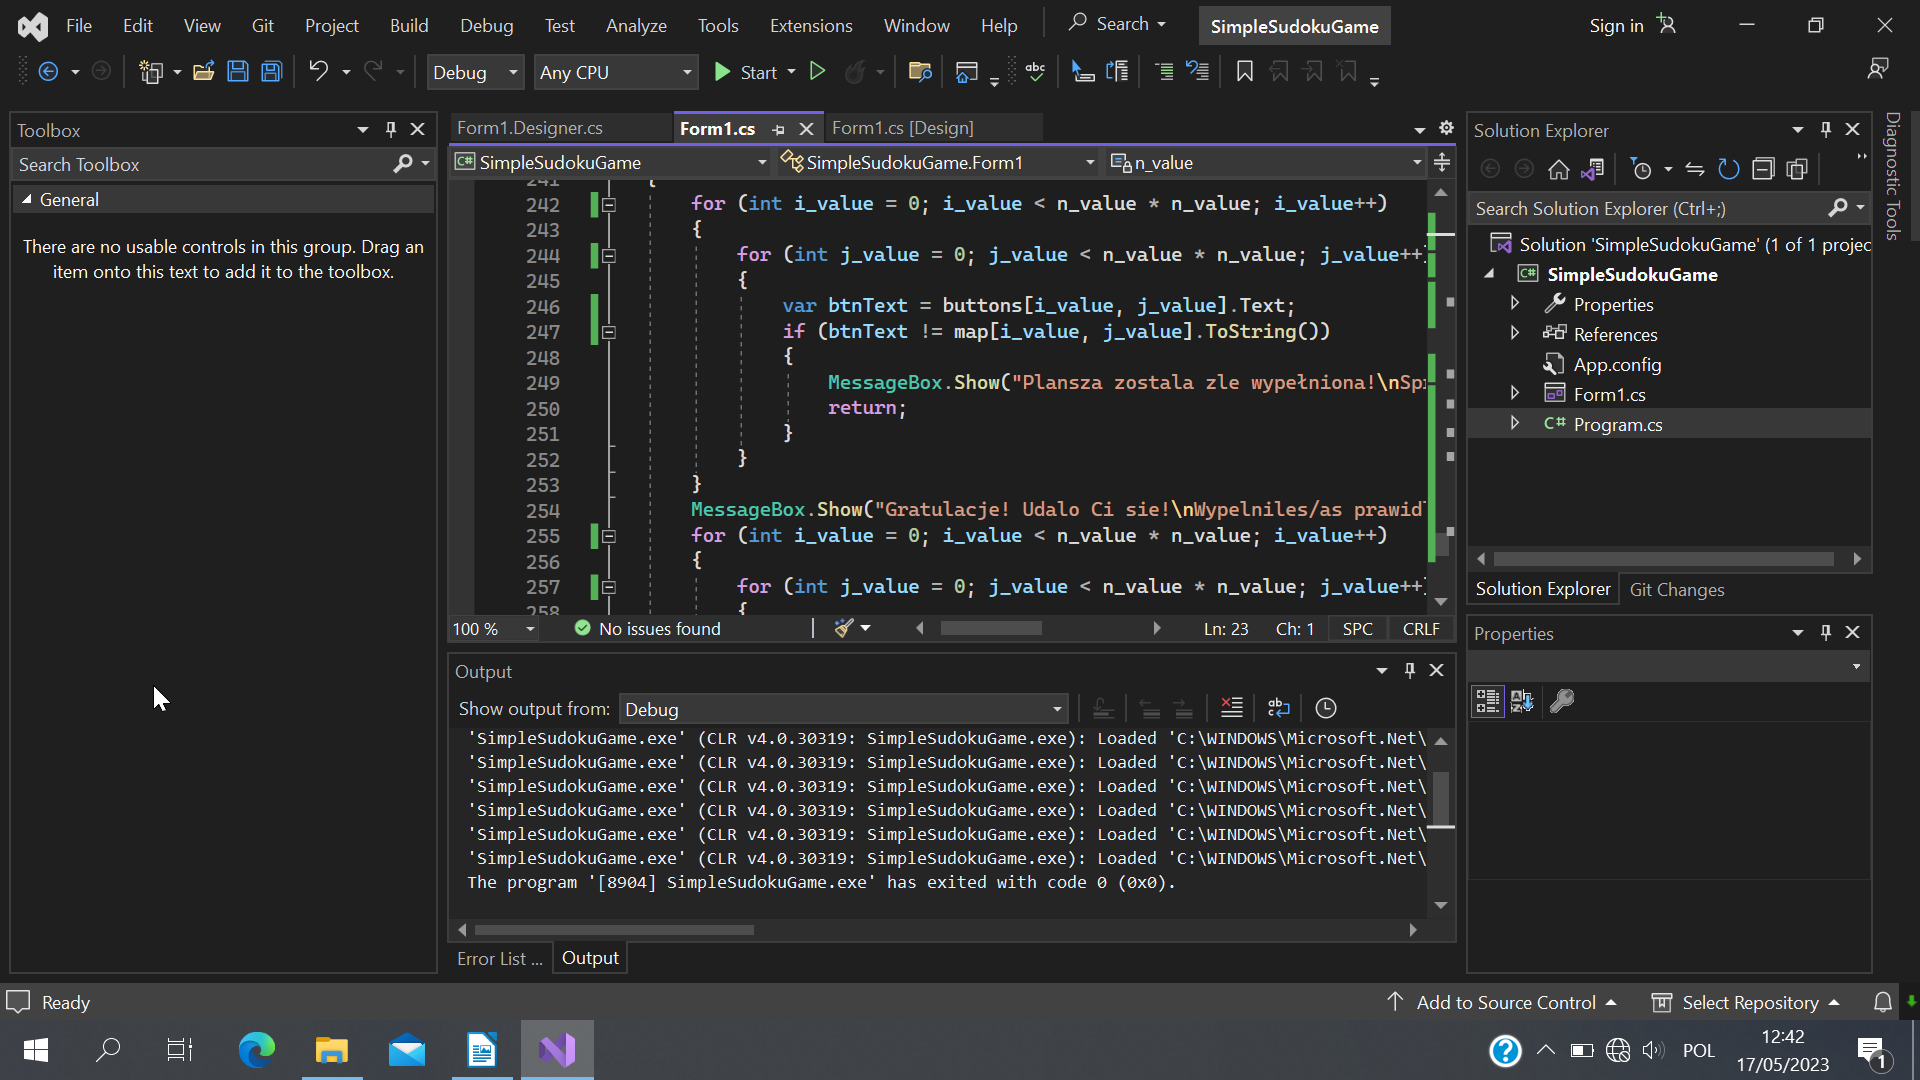 File Edit View Git Project Build Debug Test Analyze Tools Extensions Window Help Search SimpleSudokuGame Sign in
Debug Any CPU Start
Toolbox
Search Toolbox
General
There are no usable controls in this group. Drag an
item onto this text to add it to the toolbox.
Form1.Designer.cs Form1.cs Form1.cs [Design]
SimpleSudokuGame SimpleSudokuGame.Form1 n_value
241 {
242 for (int i_value = 0; i_value < n_value * n_value; i_value++)
243 {
244 for (int j_value = 0; j_value < n_value * n_value; j_value++
245 {
246 var btnText = buttons[i_value, j_value].Text;
247 if (btnText != map[i_value, j_value].ToString())
248 {
249 MessageBox.Show("Plansza zostala zle wypełniona!\nSp
250 return;
251 }
252 }
253 }
254 MessageBox.Show("Gratulacje! Udalo Ci sie!\nWypelniles/as prawid
255 for (int i_value = 0; i_value < n_value * n_value; i_value++)
256 {
257 for (int j_value = 0; j_value < n_value * n_value; j_value++
258 {
100 % No issues found Ln: 23 Ch: 1 SPC CRLF
Output
Show output from: Debug
'SimpleSudokuGame.exe' (CLR v4.0.30319: SimpleSudokuGame.exe): Loaded 'C:\WINDOWS\Microsoft.Net\
'SimpleSudokuGame.exe' (CLR v4.0.30319: SimpleSudokuGame.exe): Loaded 'C:\WINDOWS\Microsoft.Net\
'SimpleSudokuGame.exe' (CLR v4.0.30319: SimpleSudokuGame.exe): Loaded 'C:\WINDOWS\Microsoft.Net\
'SimpleSudokuGame.exe' (CLR v4.0.30319: SimpleSudokuGame.exe): Loaded 'C:\WINDOWS\Microsoft.Net\
'SimpleSudokuGame.exe' (CLR v4.0.30319: SimpleSudokuGame.exe): Loaded 'C:\WINDOWS\Microsoft.Net\
'SimpleSudokuGame.exe' (CLR v4.0.30319: SimpleSudokuGame.exe): Loaded 'C:\WINDOWS\Microsoft.Net\
The program '[8904] SimpleSudokuGame.exe' has exited with code 0 (0x0).
Error List ... Output
Solution Explorer
Search Solution Explorer (Ctrl+;)
Solution 'SimpleSudokuGame' (1 of 1 projec
SimpleSudokuGame
Properties
References
App.config
Form1.cs
Program.cs
Solution Explorer Git Changes
Properties
Diagnostic Tools
Ready Add to Source Control Select Repository
POL 12:42
17/05/2023
1